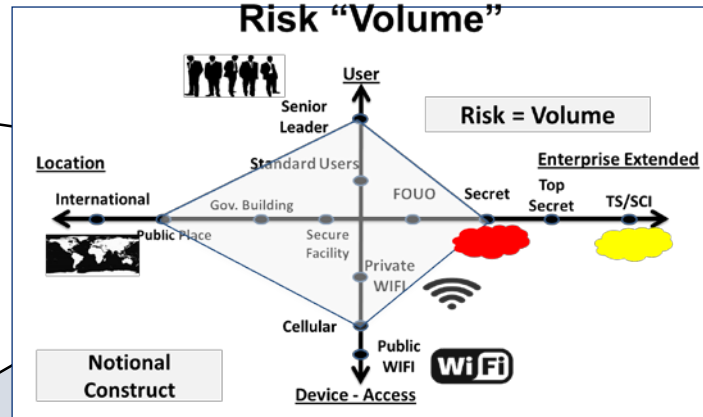 Risk “Volume”
User
Senior
Leader
Risk = Volume
Location
Standard Users
Enterprise Extended
International
Gov. Building
FOUO
Secret
Top
Secret
TS/SCI
Public Place
Secure
Facility
Private
WIFI
Cellular
Public
WIFI
Wi Fi
Notional
Construct
Device - Access